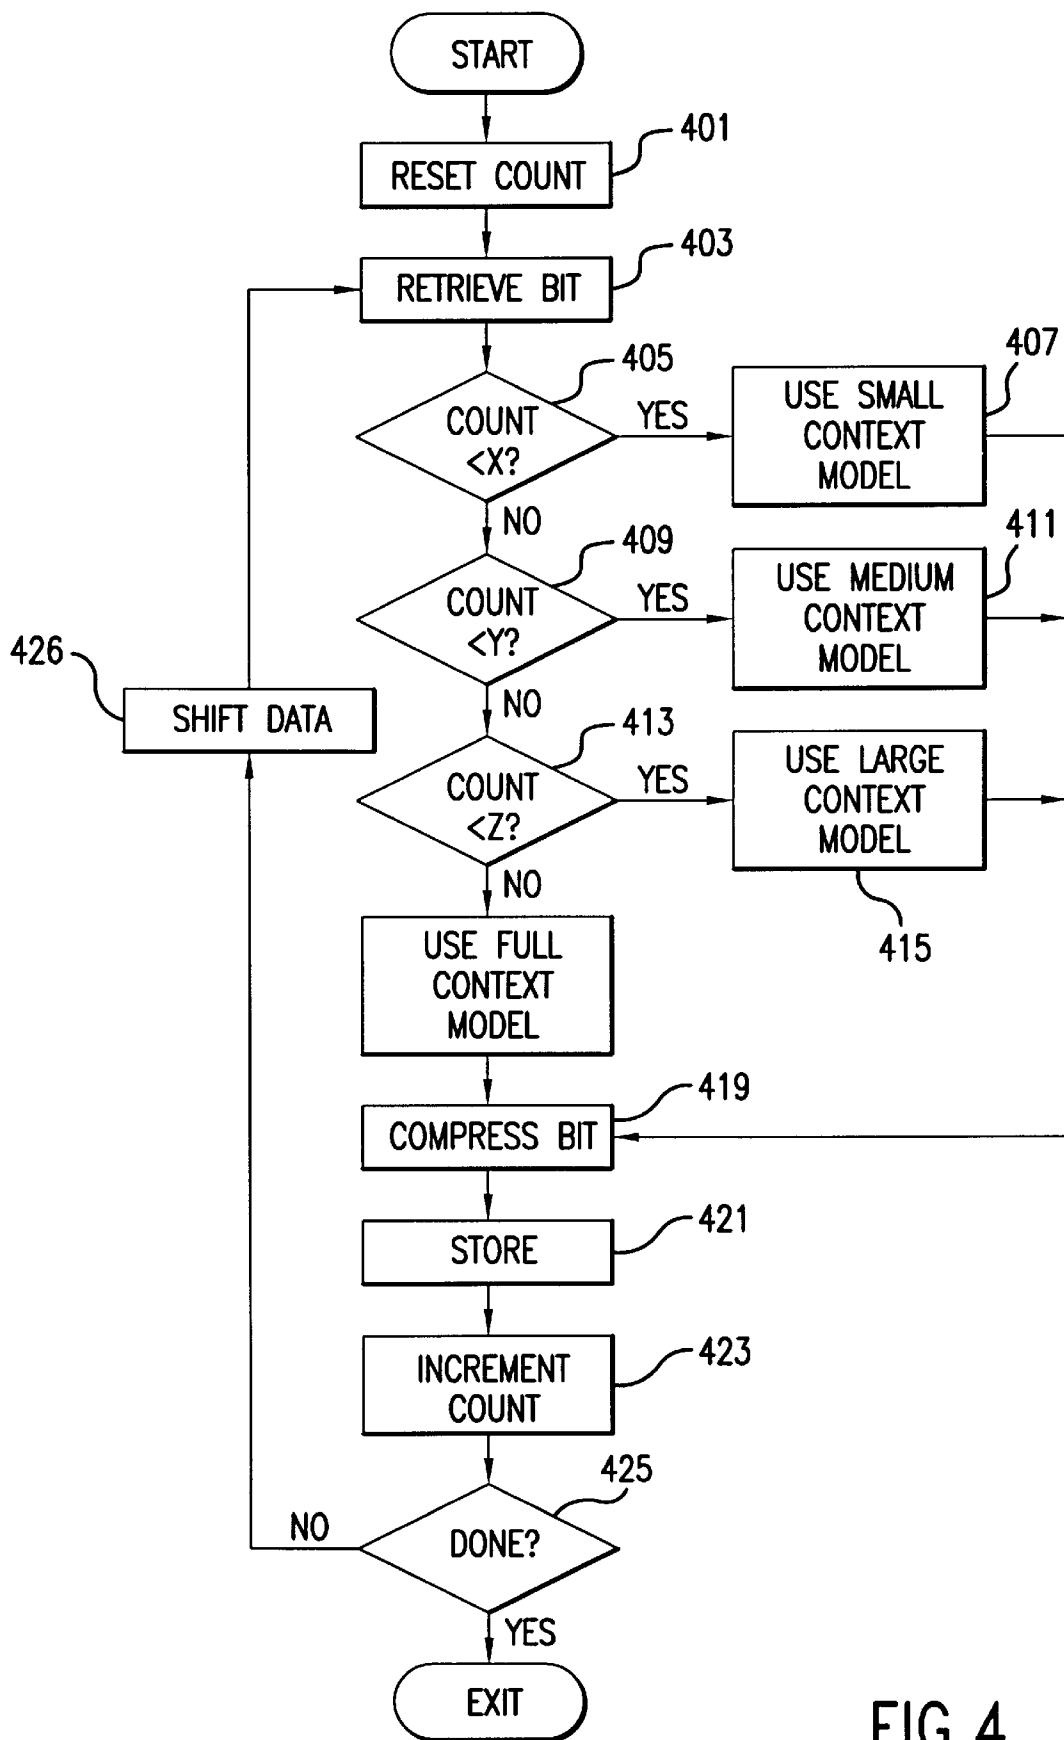 START
401
RESET COUNT
403
RETRIEVE BIT
405
COUNT
<X?
YES
407
USE SMALL
CONTEXT
MODEL
NO
409
COUNT
<Y?
YES
411
USE MEDIUM
CONTEXT
MODEL
426
SHIFT DATA
NO
413
COUNT
<Z?
YES
USE LARGE
CONTEXT
MODEL
415
NO
USE FULL
CONTEXT
MODEL
419
COMPRESS BIT
421
STORE
423
INCREMENT
COUNT
425
DONE?
NO
YES
EXIT
FIG.4